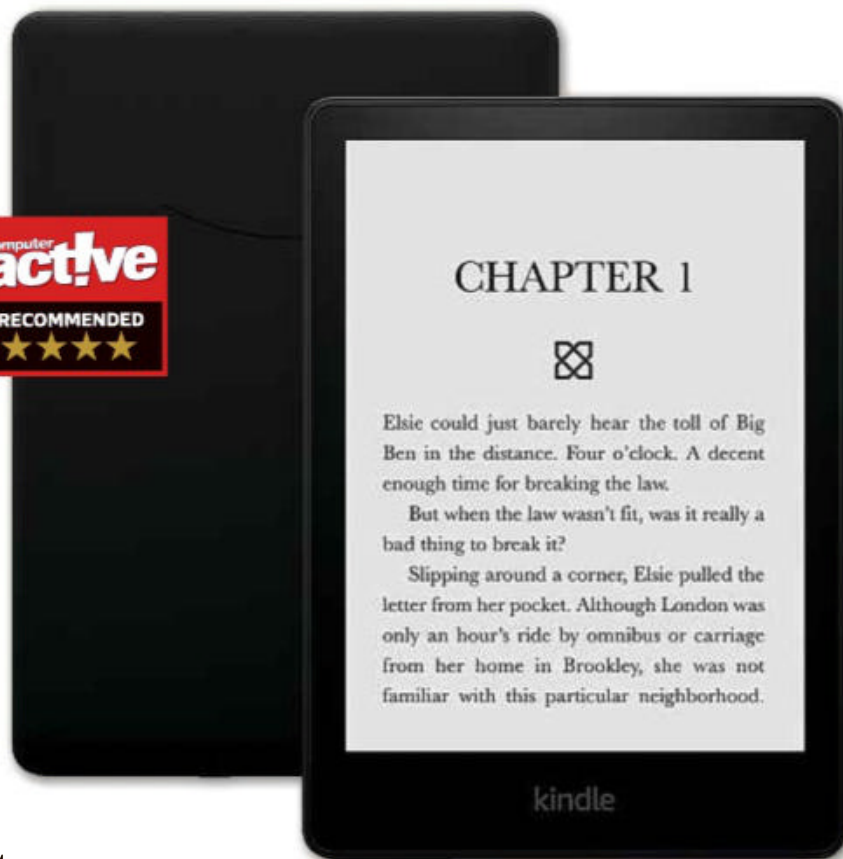 omputer
act!ve
RECOMMENDED
CHAPTER 1
Elsie could just barely hear the toll of Big
Ben in the distance. Four o'clock. A decent
enough time for breaking the law.
But when the law wasn't fit, was it really a
bad thing to break it?
Slipping around a corner, Elsie pulled the
letter from her pocket. Although London was
only an hour's ride by omnibus or carriage
from her home in Brookley, she was not
familiar with this particular neighborhood.
kindle